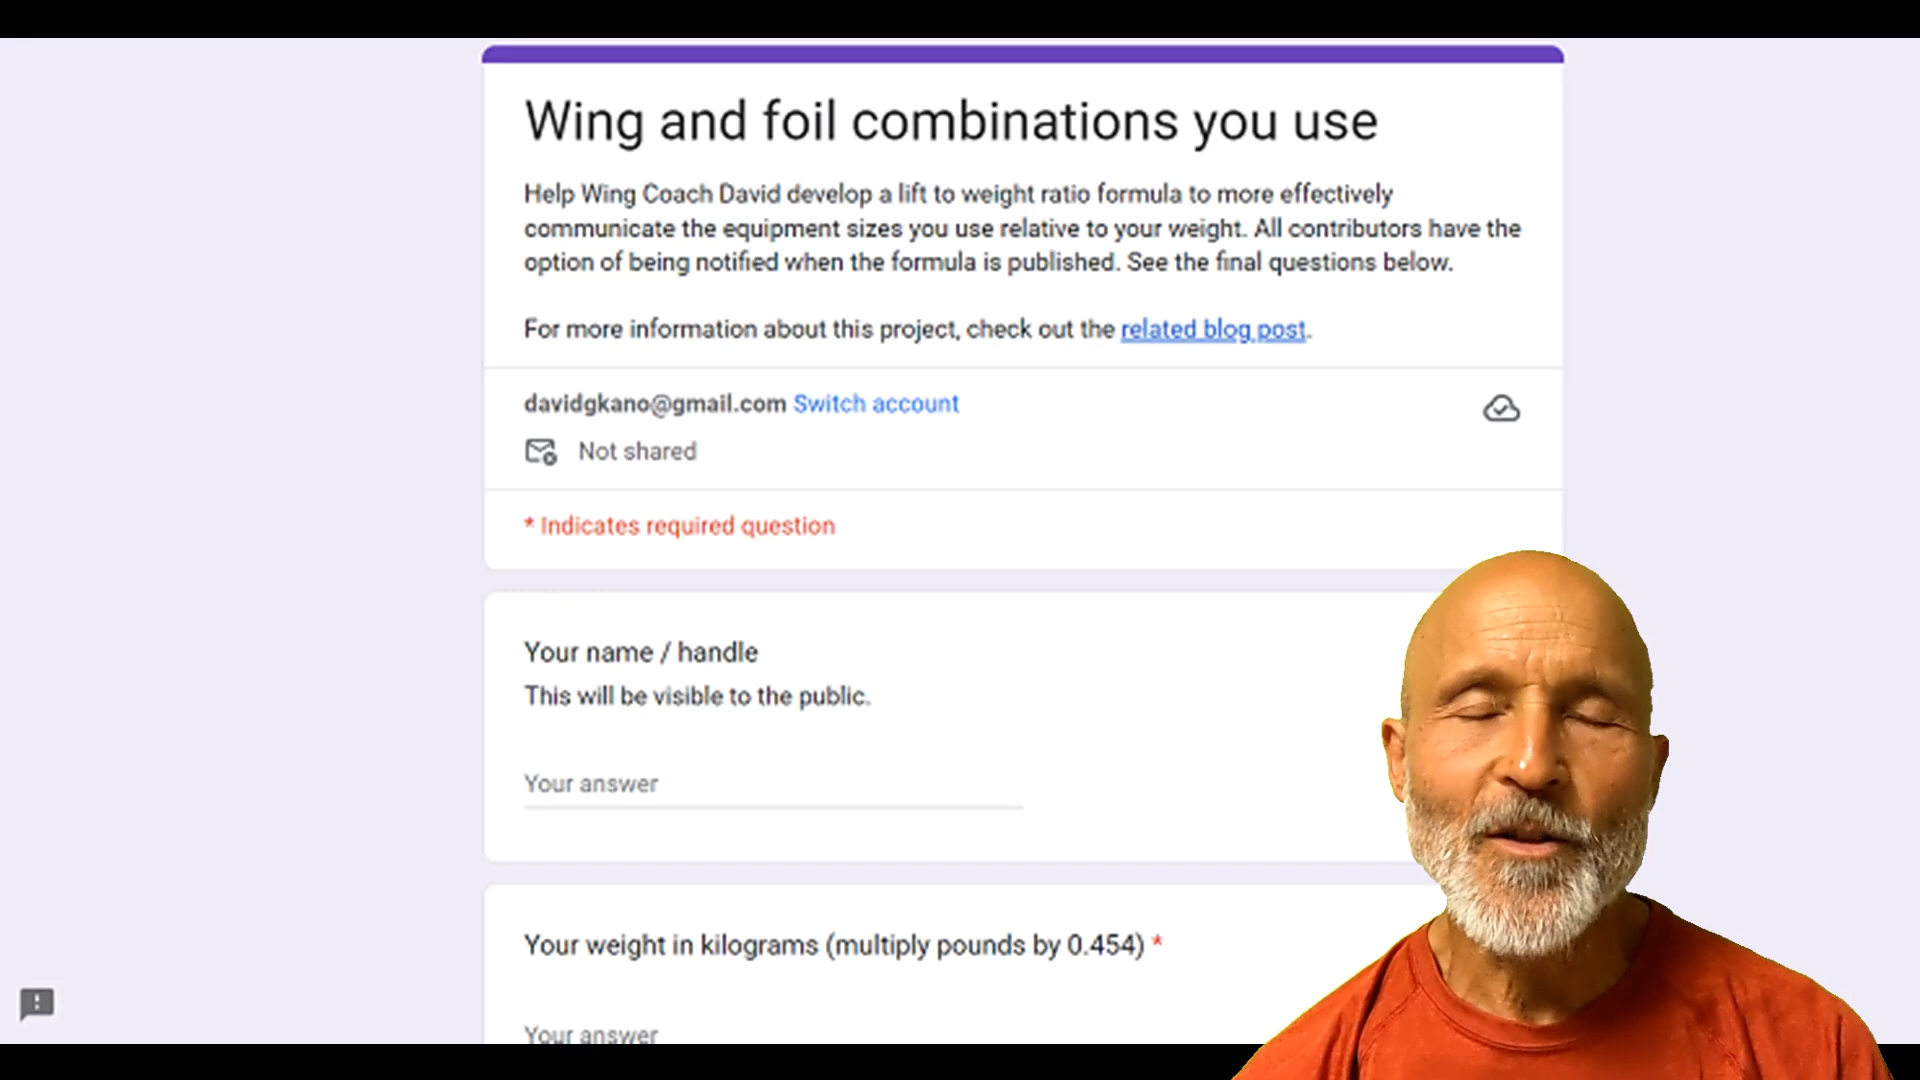 Wing and foil combinations you use
Help Wing Coach David develop a lift to weight ratio formula to more effectively
communicate the equipment sizes you use relative to your weight. All contributors have the
option of being notified when the formula is published. See the final questions below.
For more information about this project, check out the related blog post.
davidgkano@gmail.com Switch account
Not shared
* Indicates required question
Your name / handle
This will be visible to the public.
Your answer
Your weight in kilograms (multiply pounds by 0.454) *
Your answer